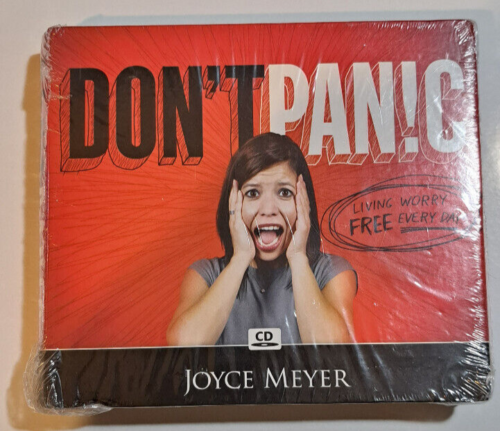 DON'T PAN!C
LIVING WORRY
FREE EVERY DAY
CD
JOYCE MEYER